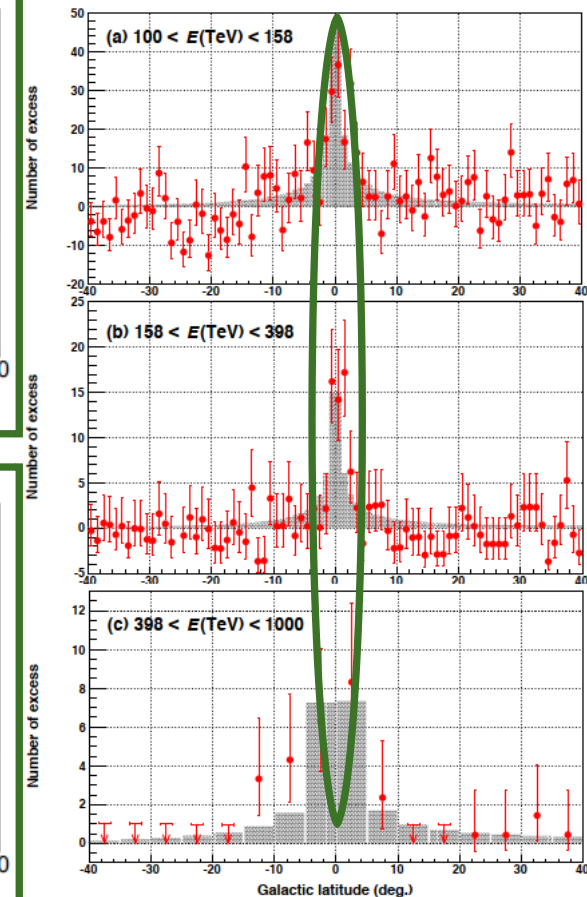 50
(a) 100 < E(TeV) < 158
40
30
20
10
0
-10
-20
Number of excess
-40 -30 -20 -10 0 10 20 30 40
25
(b) 158 < E(TeV) < 398
20
15
10
5
0
-5
Number of excess
-40 -30 -20 -10 0 10 20 30 40
(c) 398 < E(TeV) < 1000
12
10
8
6
4
2
0
Number of excess
-40 -30 -20 -10 0 10 20 30 40
Galactic latitude (deg.)
0
0